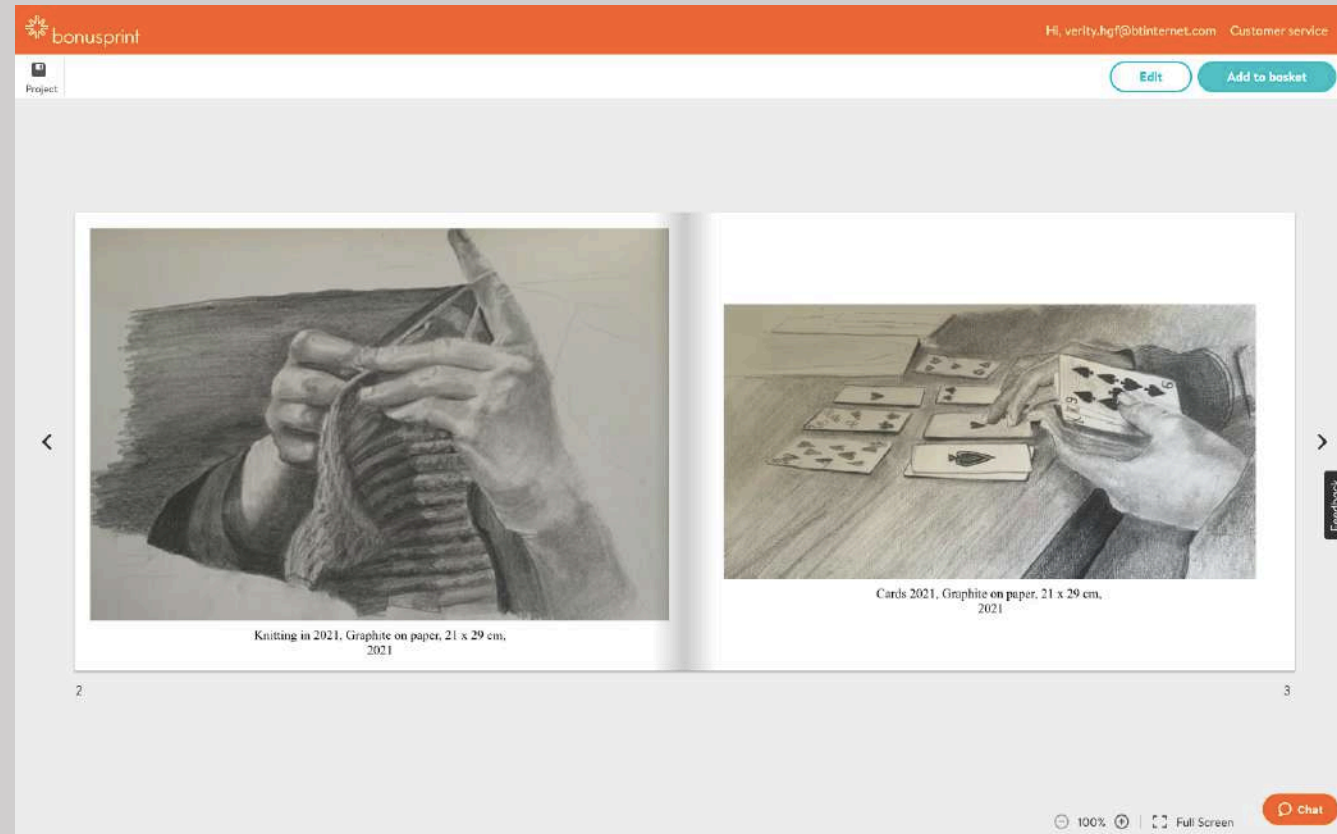 bonusprint
Hi, verity.hgf@btinternet.com Customer service
Project
Edit
Add to basket
Knitting in 2021, Graphite on paper, 21 x 29 cm,
2021
Cards 2021, Graphite on paper, 21 x 29 cm,
2021
2
3
Feedback
100%
Full Screen
Chat